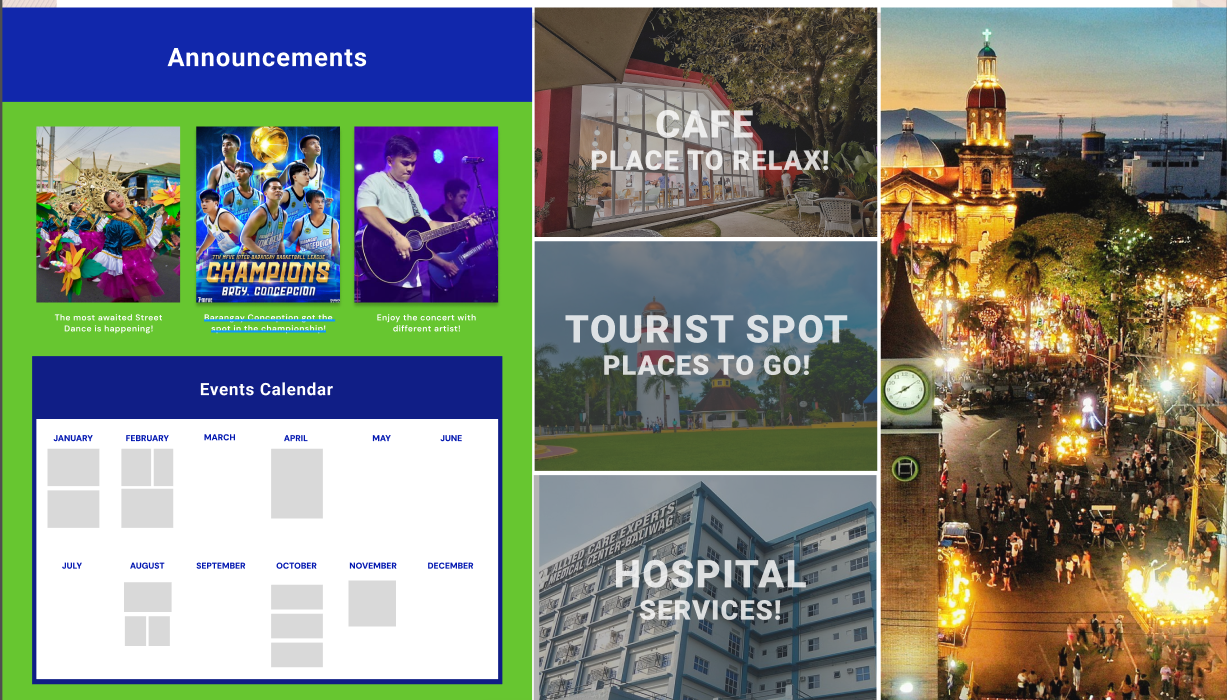 Announcements
7TH MPVE INTER-BARANGAY BASKETBALL LEAGUE
CHAMPIONS
BRGY. CONCEPCION
The most awaited Street
Dance is happening!
Barangay Conception got the
spot in the championship!
Enjoy the concert with
different artist!
Events Calendar
JANUARY
FEBRUARY
MARCH
APRIL
MAY
JUNE
JULY
AUGUST
SEPTEMBER
OCTOBER
NOVEMBER
DECEMBER
CAFE
PLACE TO RELAX!
TOURIST SPOT
PLACES TO GO!
ALLIED CARE EXPERTS
MEDICAL CENTER-BALIWAG
HOSPITAL
SERVICES!